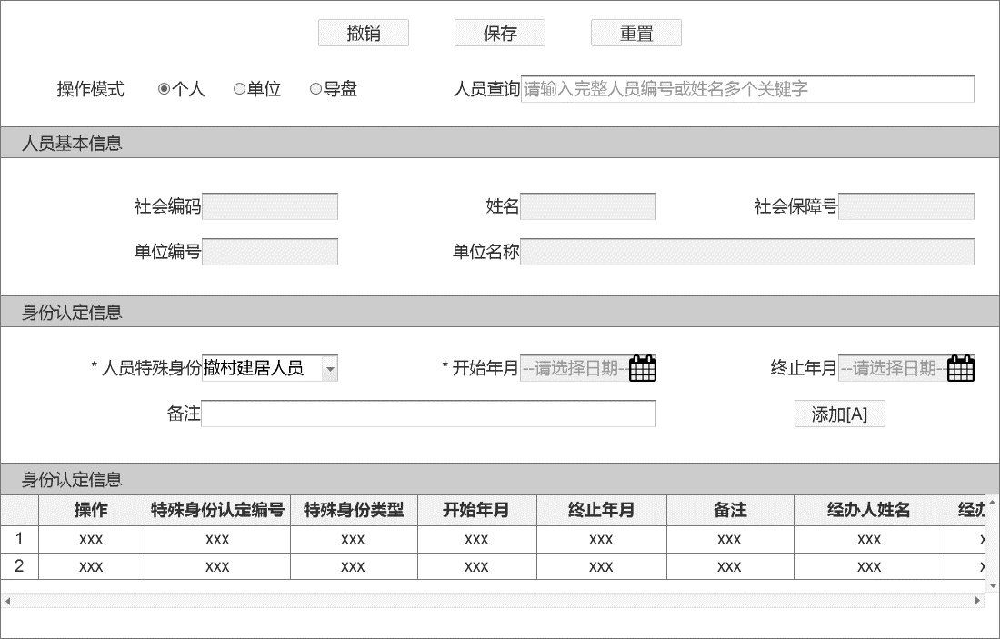 撤销 保存 重置
操作模式 个人 单位 导盘 人员查询 请输入完整人员编号或姓名多个关键字
人员基本信息
社会编码 姓名 社会保障号
单位编号 单位名称
身份认定信息
* 人员特殊身份 撤村建居人员 * 开始年月 --请选择日期-- 终止年月 --请选择日期--
备注 添加[A]
身份认定信息
操作 特殊身份认定编号 特殊身份类型 开始年月 终止年月 备注 经办人姓名 经办
1 xxx xxx xxx xxx xxx xxx xxx
2 xxx xxx xxx xxx xxx xxx xxx